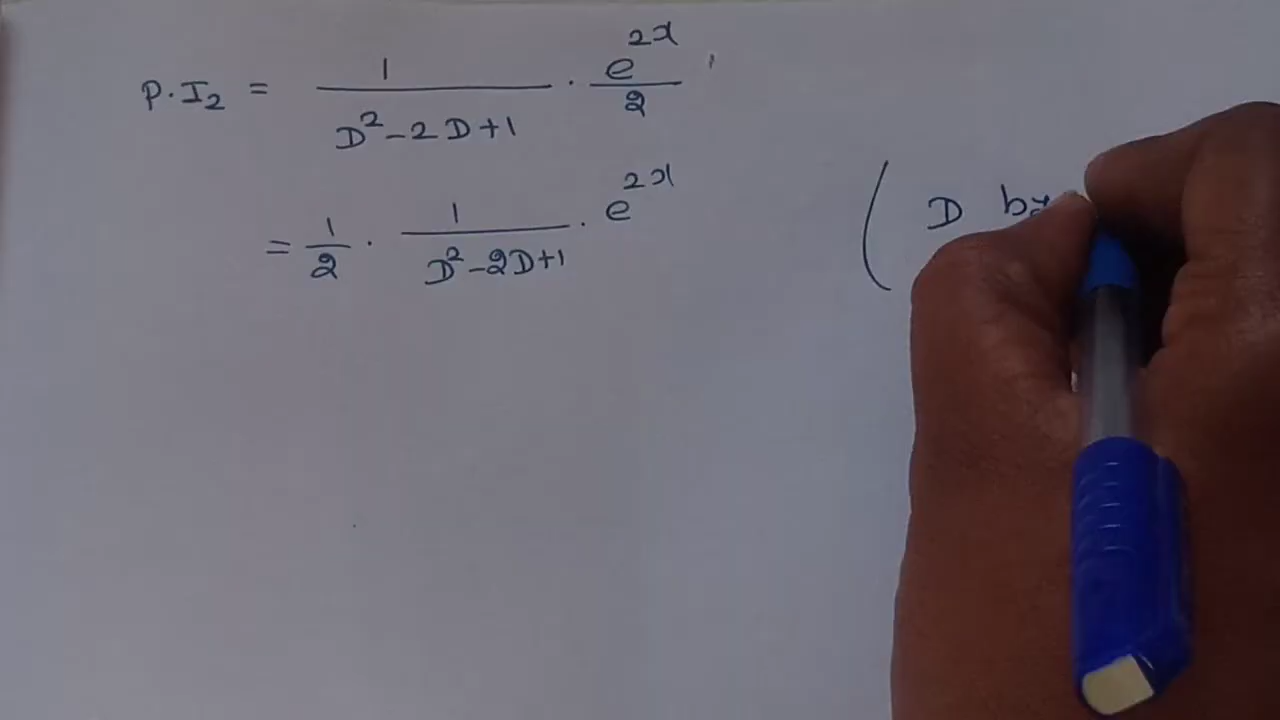 P.I₂ = 1/(D²-2D+1) · e^(2x)/2
= 1/2 · 1/(D²-2D+1) · e^(2x)
( D by